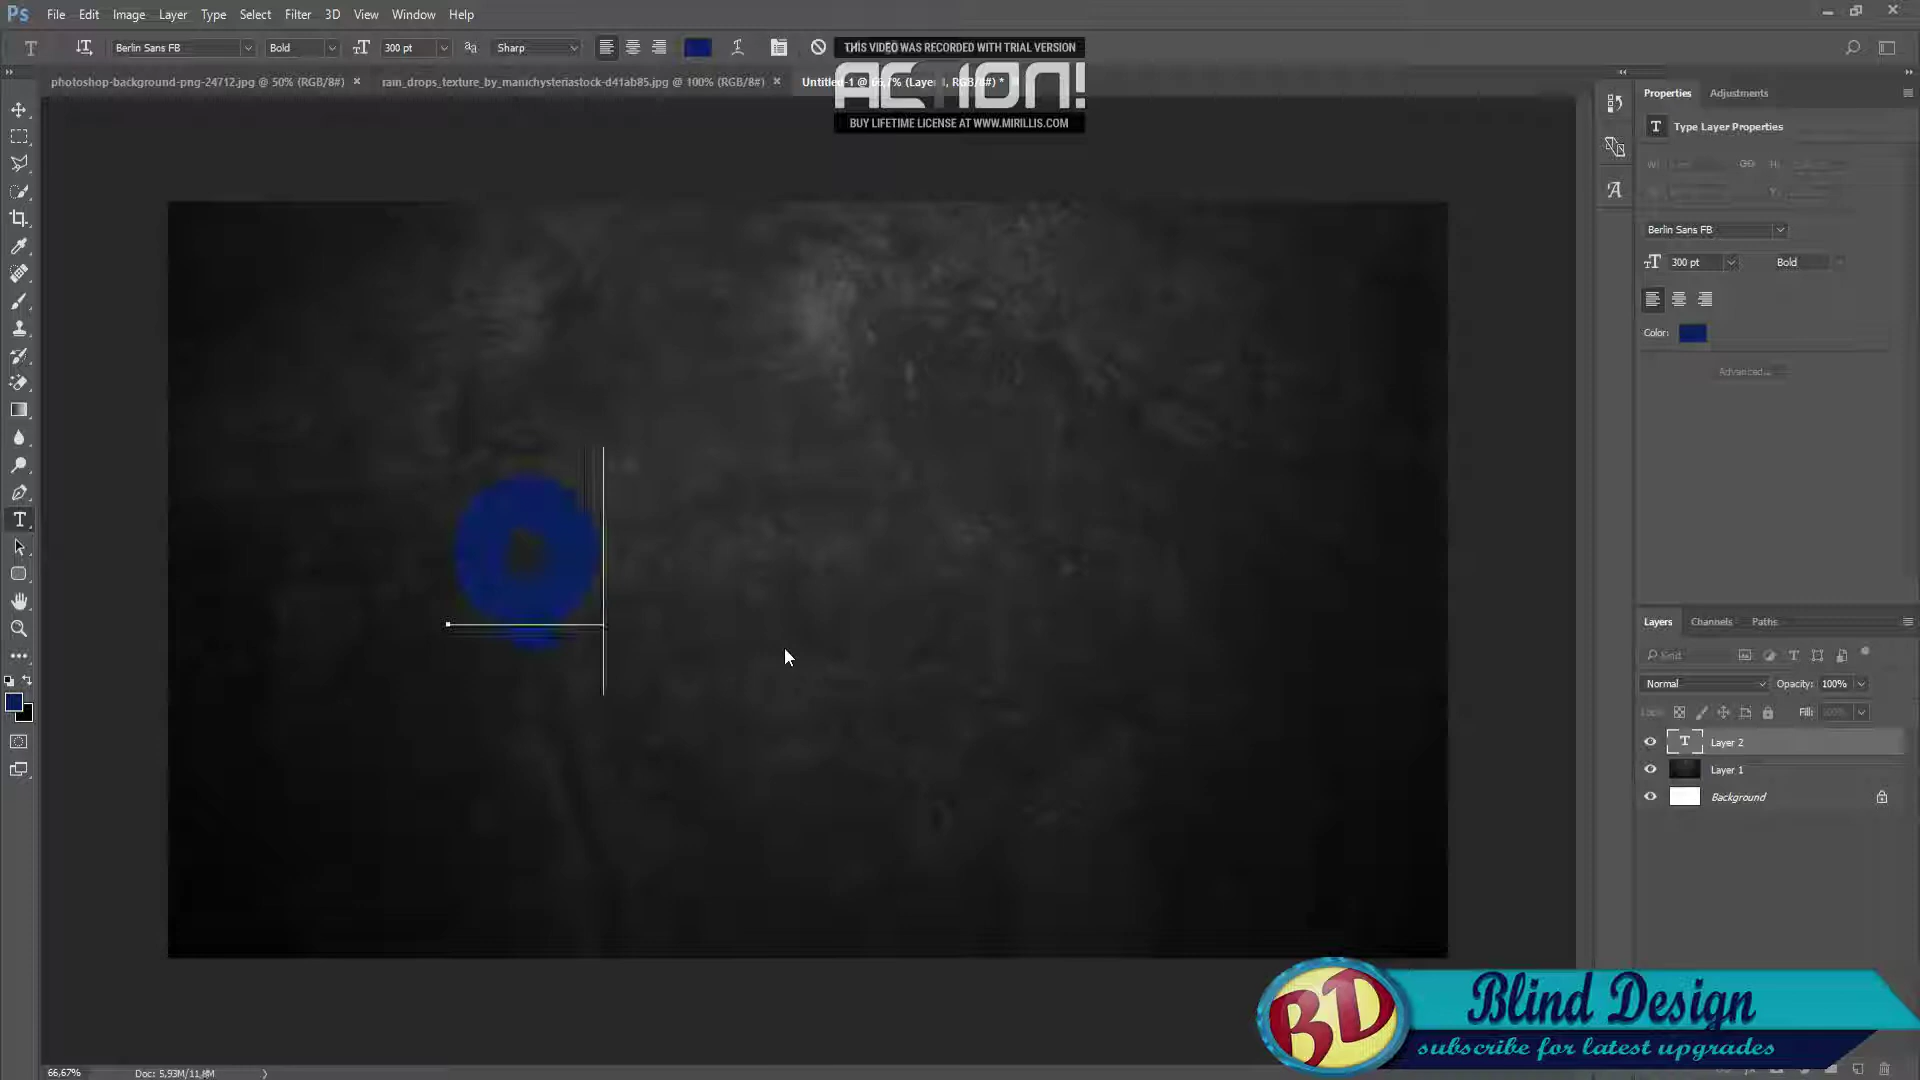 Ps File Edit Image Layer Type Select Filter 3D View Window Help
Berlin Sans FB Bold 300 pt Sharp
THIS VIDEO WAS RECORDED WITH TRIAL VERSION
ACTION!
BUY LIFETIME LICENSE AT WWW.MIRILLIS.COM
photoshop-background-png-24712.jpg @ 50% (RGB/8#) × rain_drops_texture_by_manichysteriastock-d41ab85.jpg @ 100% (RGB/8#) × Untitled-1 @ 66,7% (Layer 1, RGB/8#) *
Properties Adjustments
Type Layer Properties
Berlin Sans FB
300 pt Bold
Color:
Advanced...
Layers Channels Paths
Kind
Normal Opacity: 100%
Lock: Fill: 100%
Layer 2
Layer 1
Background
BD
Blind Design
subscribe for latest upgrades
66,67% Doc: 5,93M/11,8M